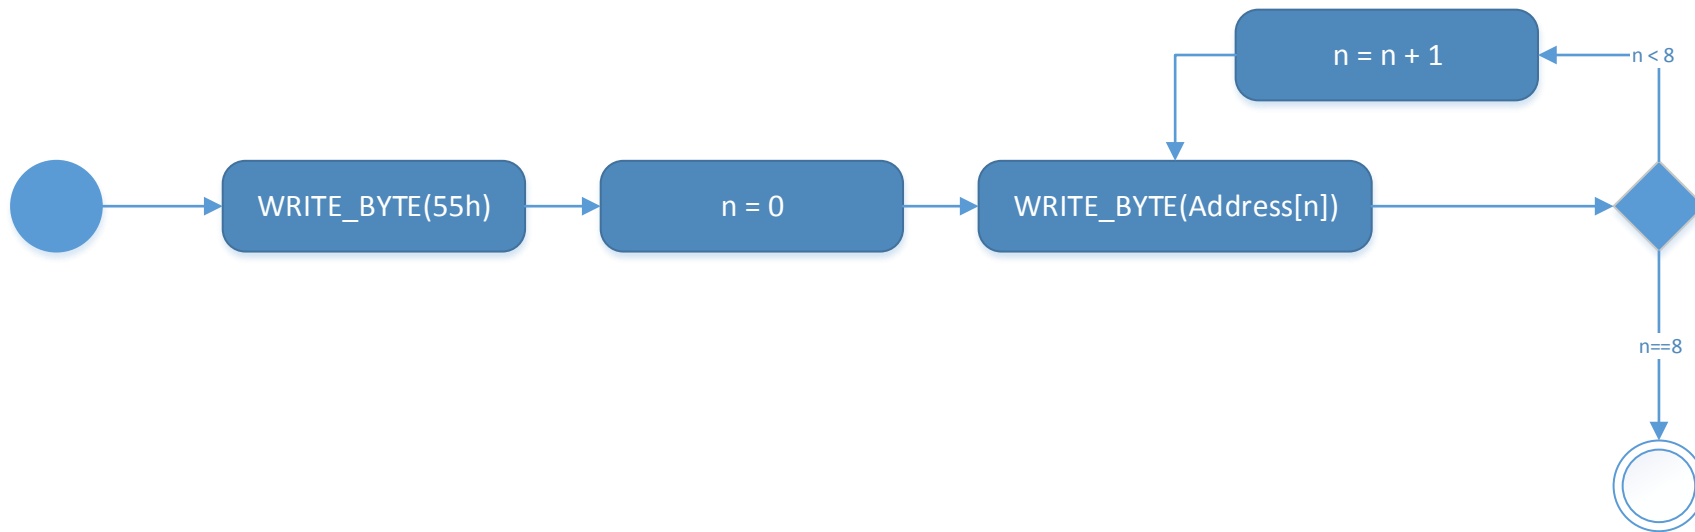 n = n + 1
n < 8
WRITE_BYTE(55h)
n = 0
WRITE_BYTE(Address[n])
n==8